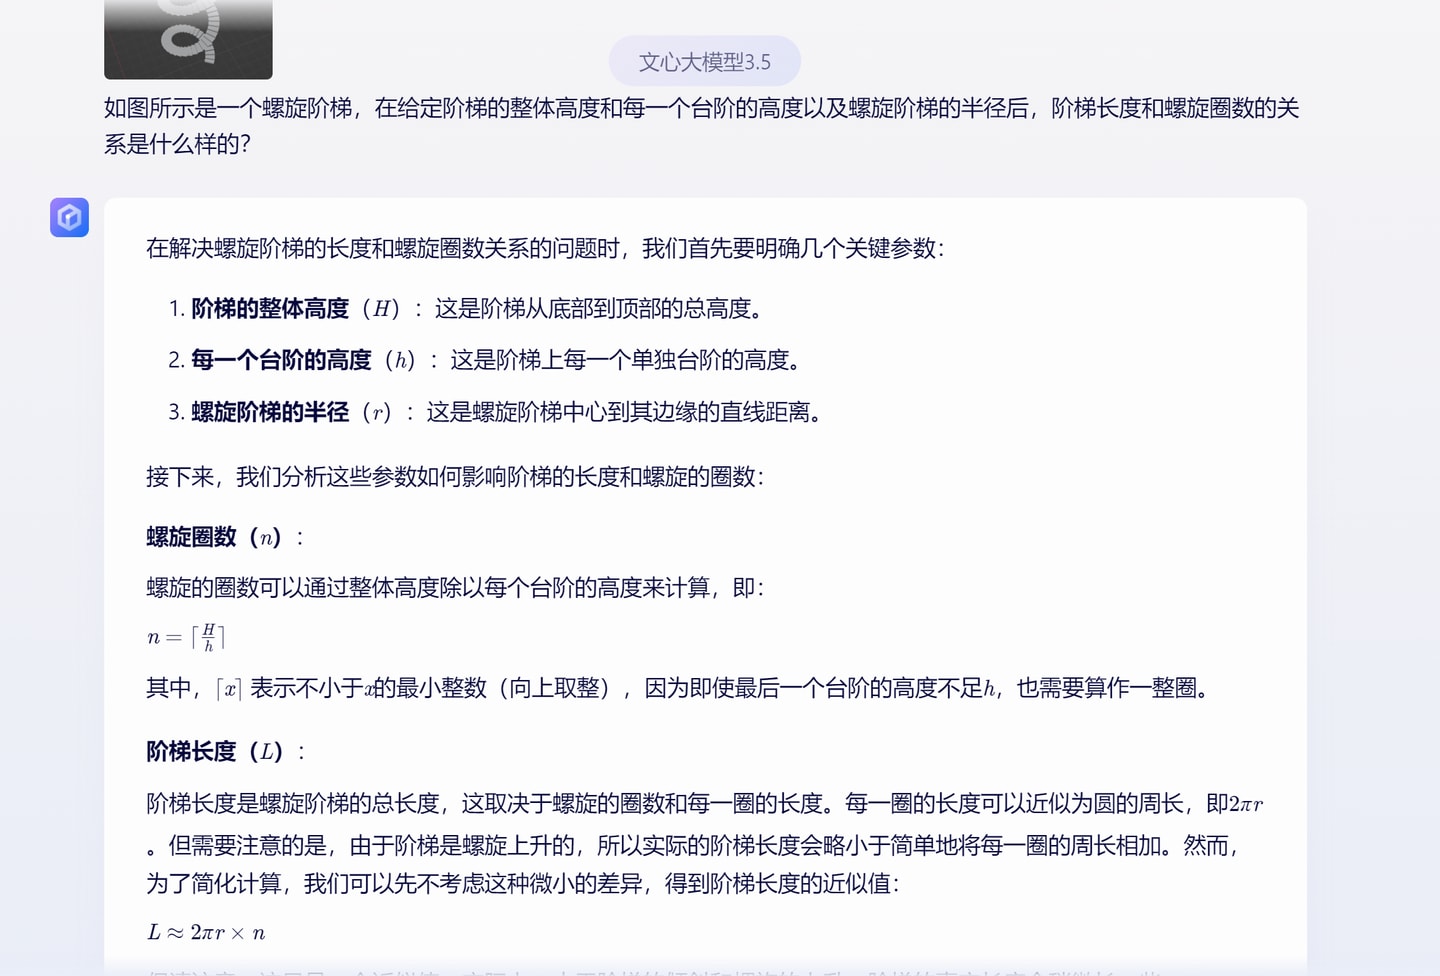 文心大模型3.5
如图所示是一个螺旋阶梯，在给定阶梯的整体高度和每一个台阶的高度以及螺旋阶梯的半径后，阶梯长度和螺旋圈数的关
系是什么样的？
在解决螺旋阶梯的长度和螺旋圈数关系的问题时，我们首先要明确几个关键参数：
1. 阶梯的整体高度（H）：这是阶梯从底部到顶部的总高度。
2. 每一个台阶的高度（h）：这是阶梯上每一个单独台阶的高度。
3. 螺旋阶梯的半径（r）：这是螺旋阶梯中心到其边缘的直线距离。
接下来，我们分析这些参数如何影响阶梯的长度和螺旋的圈数：
螺旋圈数（n）：
螺旋的圈数可以通过整体高度除以每个台阶的高度来计算，即：
n = ⌈H/h⌉
其中，⌈x⌉ 表示不小于x的最小整数（向上取整），因为即使最后一个台阶的高度不足h，也需要算作一整圈。
阶梯长度（L）：
阶梯长度是螺旋阶梯的总长度，这取决于螺旋的圈数和每一圈的长度。每一圈的长度可以近似为圆的周长，即2πr
。但需要注意的是，由于阶梯是螺旋上升的，所以实际的阶梯长度会略小于简单地将每一圈的周长相加。然而，
为了简化计算，我们可以先不考虑这种微小的差异，得到阶梯长度的近似值：
L ≈ 2πr × n